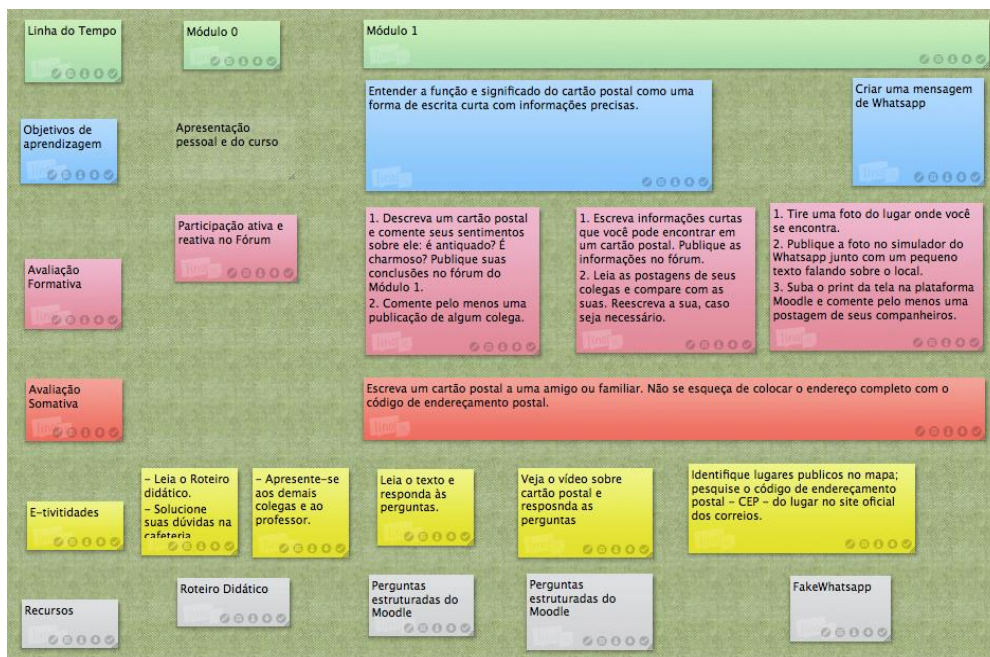 Linha do Tempo
Módulo 0
Módulo 1
Objetivos de
aprendizagem
Apresentação
pessoal e do curso
Entender a função e significado do cartão postal como uma
forma de escrita curta com informações precisas.
Criar uma mensagem
de Whatsapp
Avaliação
Formativa
Participação ativa e
reativa no Fórum
1. Descreva um cartão postal
e comente seus sentimentos
sobre ele: é antiquado? É
charmoso? Publique suas
conclusões no fórum do
Módulo 1.
2. Comente pelo menos uma
publicação de algum colega.
1. Escreva informações curtas
que você pode encontrar em
um cartão postal. Publique as
informações no fórum.
2. Leia as postagens de seus
colegas e compare com as
suas. Reescreva a sua, caso
seja necessário.
1. Tire uma foto do lugar onde você
se encontra.
2. Publique a foto no simulador do
Whatsapp junto com um pequeno
texto falando sobre o local.
3. Suba o print da tela na plataforma
Moodle e comente pelo menos uma
postagem de seus companheiros.
Avaliação
Somativa
Escreva um cartão postal a uma amigo ou familiar. Não se esqueça de colocar o endereço completo com o
código de endereçamento postal.
E-tivitidades
- Leia o Roteiro
didático.
- Solucione
suas dúvidas na
cafeteria
- Apresente-se
aos demais
colegas e ao
professor.
Leia o texto e
responda às
perguntas.
Veja o vídeo sobre
cartão postal e
resposnda as
perguntas
Identifique lugares publicos no mapa;
pesquise o código de endereçamento
postal - CEP - do lugar no site oficial
dos correios.
Recursos
Roteiro Didático
Perguntas
estruturadas do
Moodle
Perguntas
estruturadas do
Moodle
FakeWhatsapp